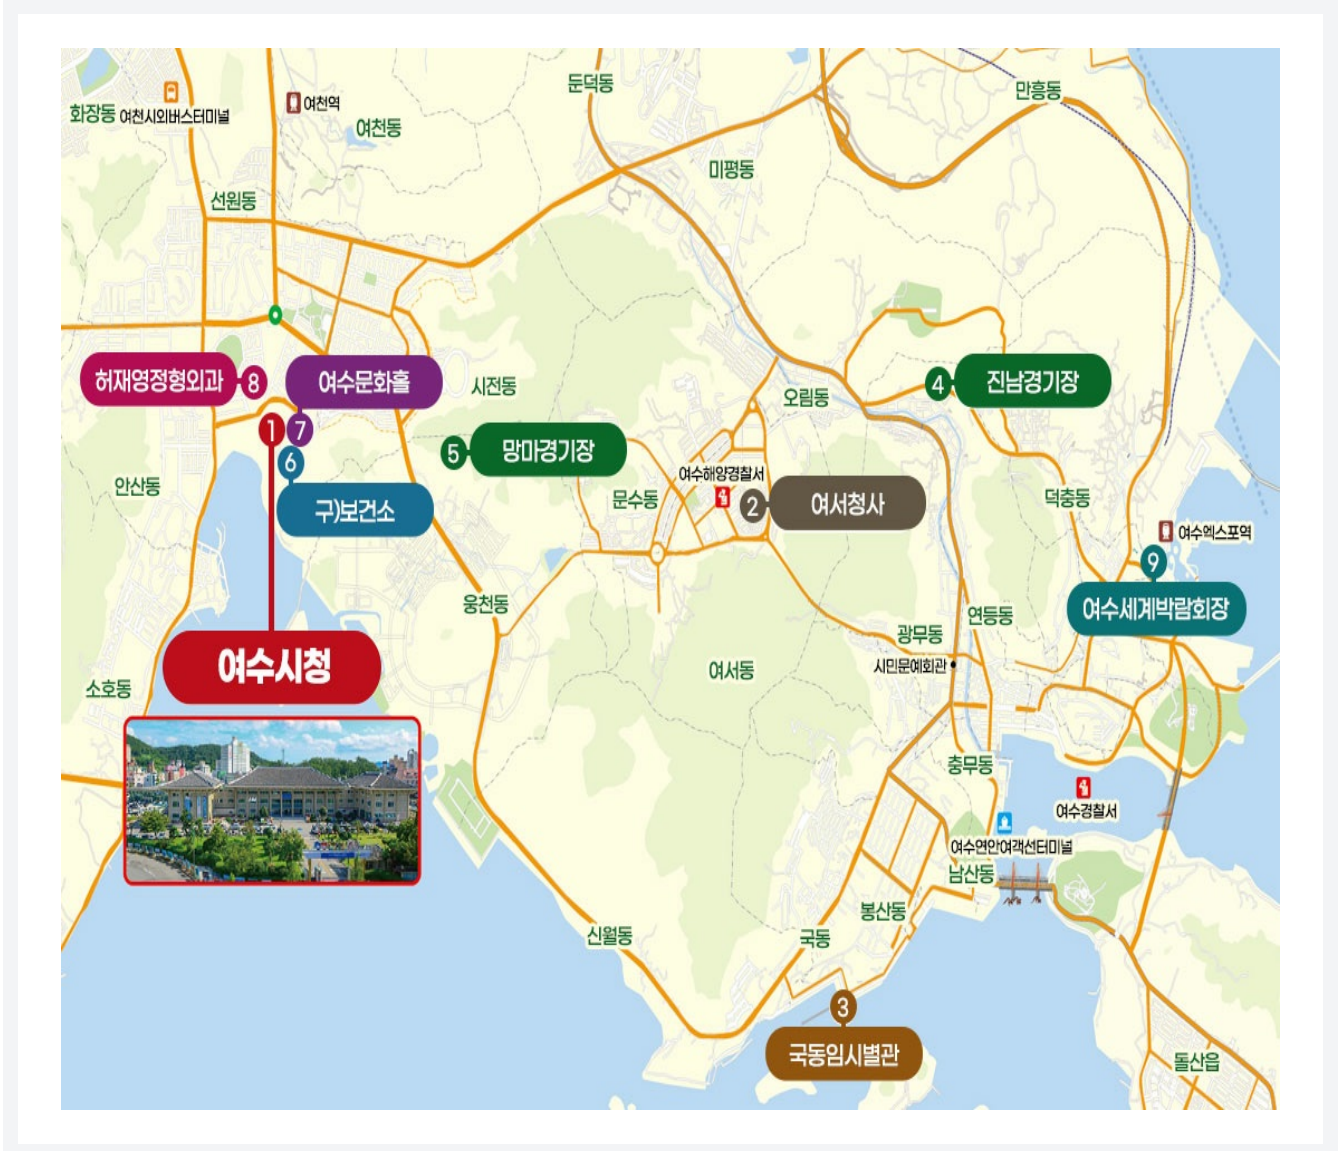 둔덕동
만흥동
화장동
여천시외버스터미널
여천역
여천동
미평동
선원동
허재영정형외과
8
여수문화홀
시전동
오림동
4
진남경기장
1
7
5
망마경기장
6
안산동
문수동
여수해양경찰서
2
여서청사
덕충동
구)보건소
여수엑스포역
9
여수세계박람회장
웅천동
연등동
광무동
시민문예회관
여수시청
여서동
소호동
충무동
여수경찰서
여수연안여객선터미널
남산동
봉산동
신월동
국동
3
국동임시별관
돌산읍